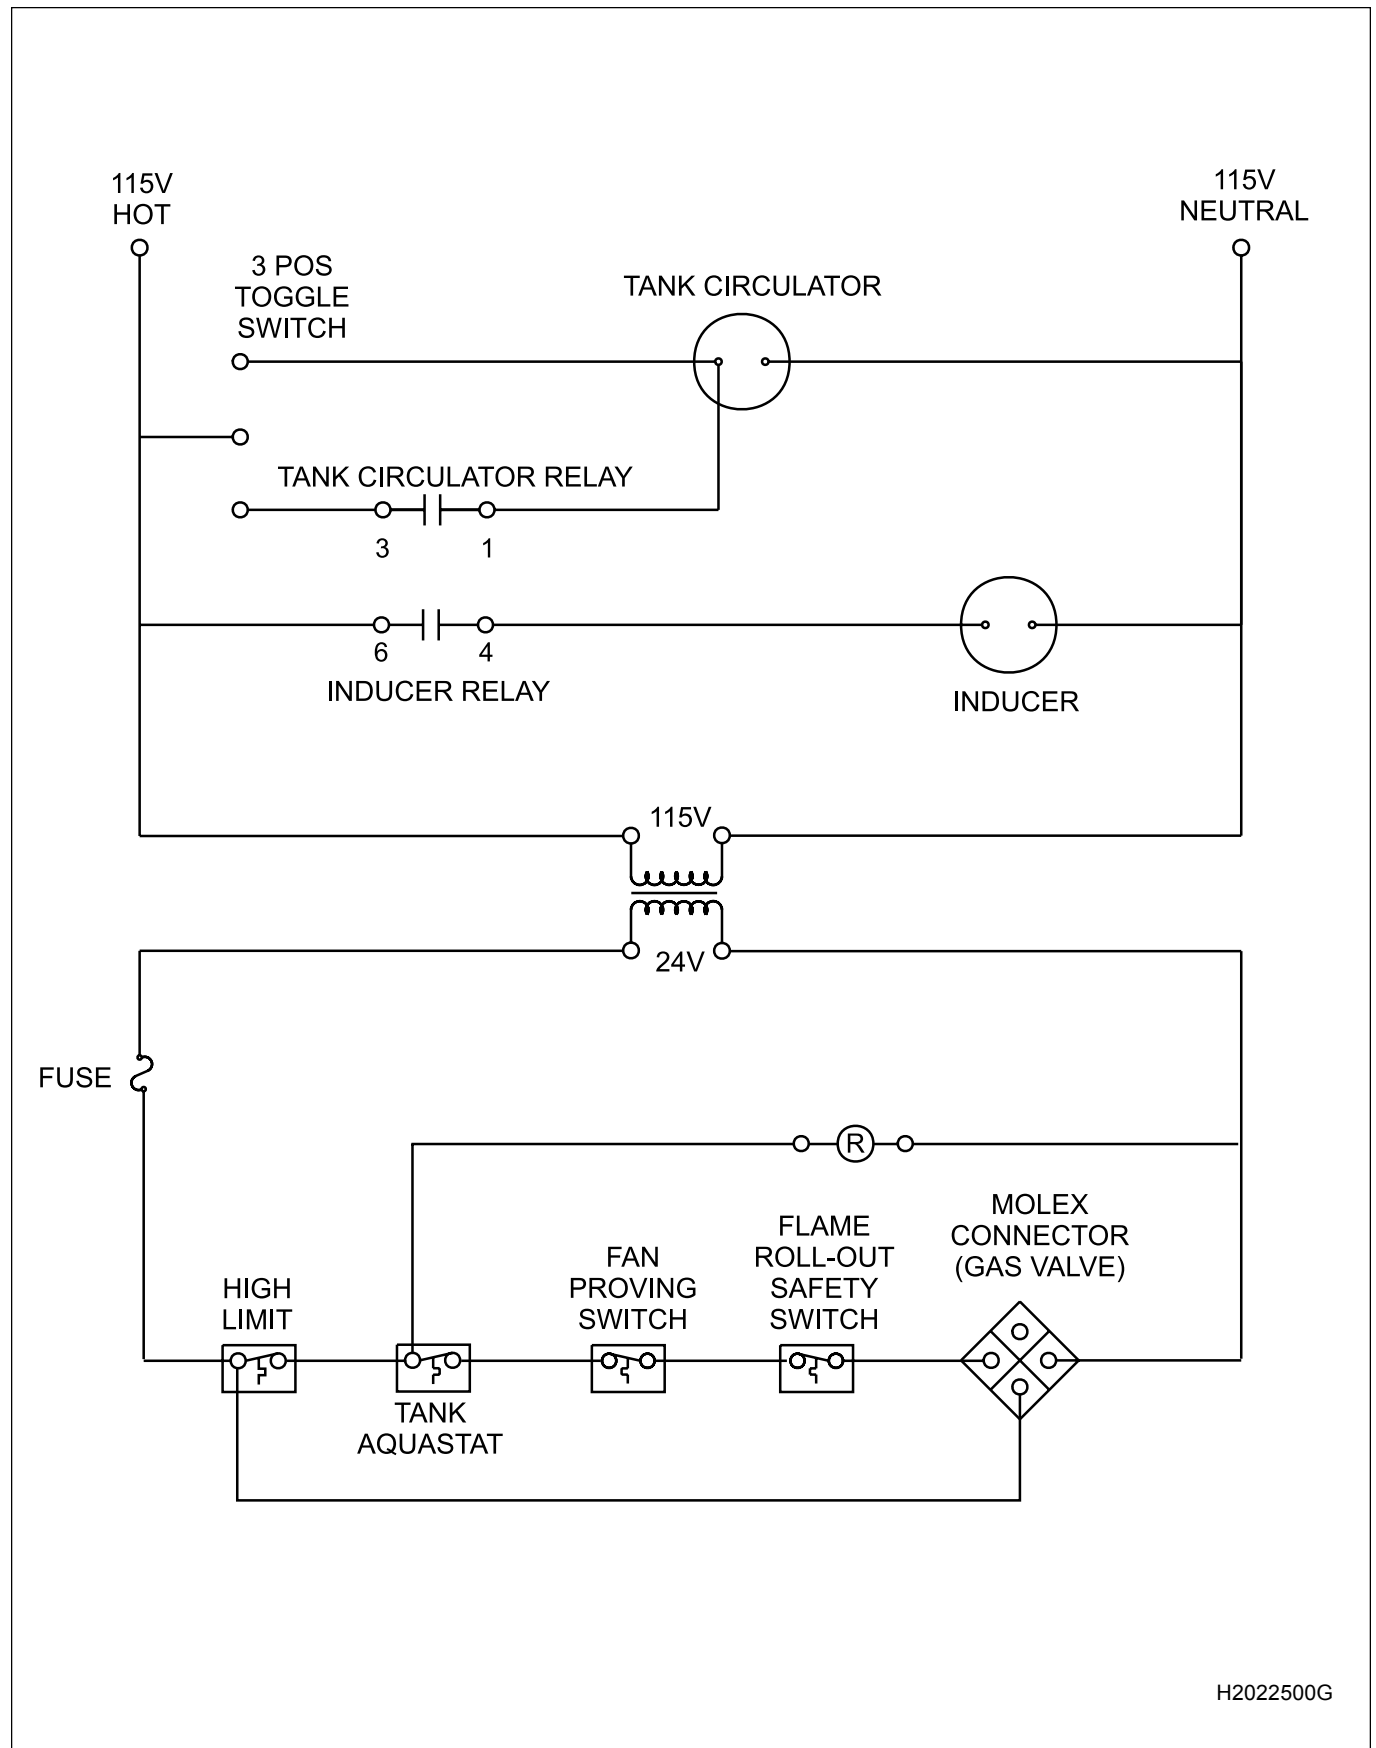 115V
HOT
115V
NEUTRAL
3 POS
TOGGLE
SWITCH
TANK CIRCULATOR
TANK CIRCULATOR RELAY
3
1
6
4
INDUCER RELAY
INDUCER
115V
24V
FUSE
R
MOLEX
CONNECTOR
(GAS VALVE)
FLAME
ROLL-OUT
SAFETY
SWITCH
FAN
PROVING
SWITCH
HIGH
LIMIT
TANK
AQUASTAT
H2022500G